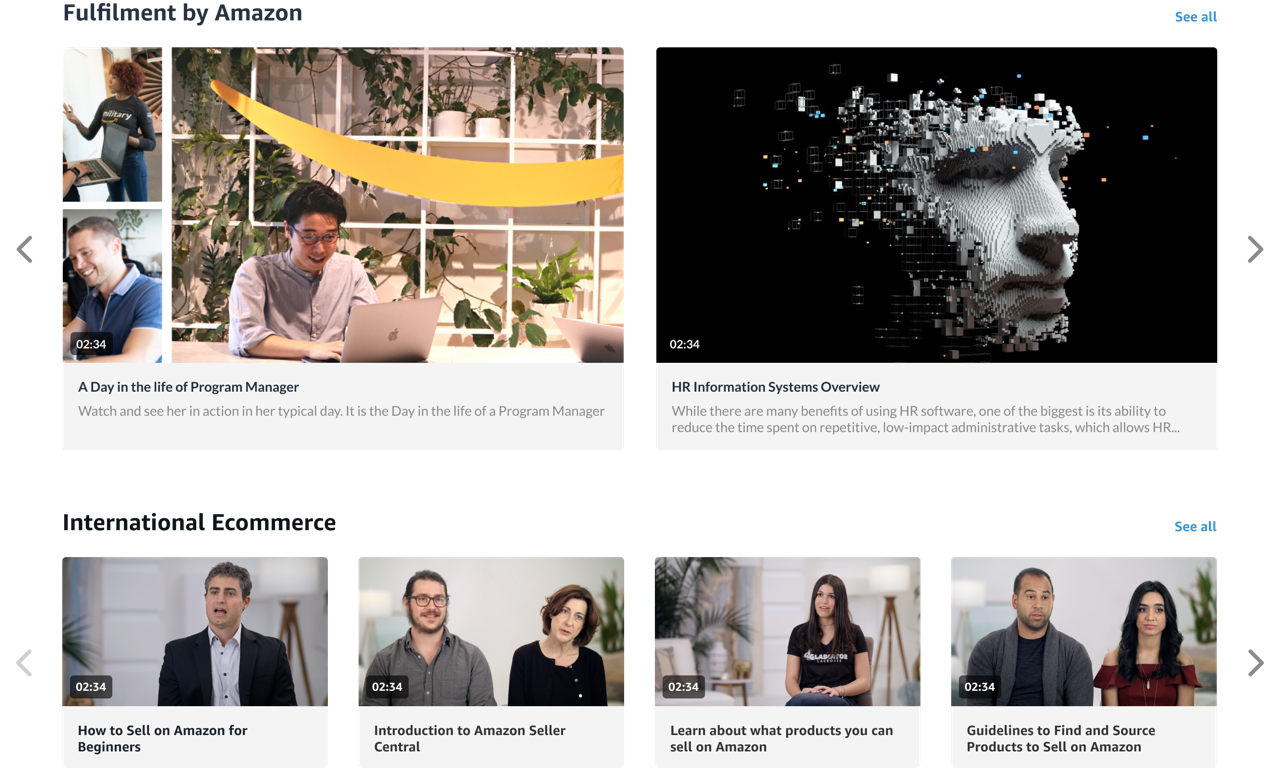 Fulfilment by Amazon
See all
military
02:34
02:34
A Day in the life of Program Manager
Watch and see her in action in her typical day. It is the Day in the life of a Program Manager
HR Information Systems Overview
While there are many benefits of using HR software, one of the biggest is its ability to
reduce the time spent on repetitive, low-impact administrative tasks, which allows HR...
International Ecommerce
See all
GLADIATOR
LACROSSE
02:34
02:34
02:34
02:34
How to Sell on Amazon for
Beginners
Introduction to Amazon Seller
Central
Learn about what products you can
sell on Amazon
Guidelines to Find and Source
Products to Sell on Amazon